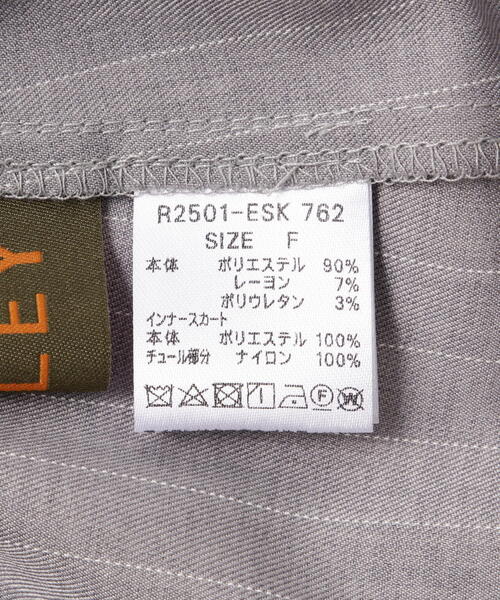 R2501-ESK 762
SIZE F
本体 ポリエステル 90%
レーヨン 7%
ポリウレタン 3%
インナースカート
本体 ポリエステル 100%
チュール部分 ナイロン 100%
F W
LEY